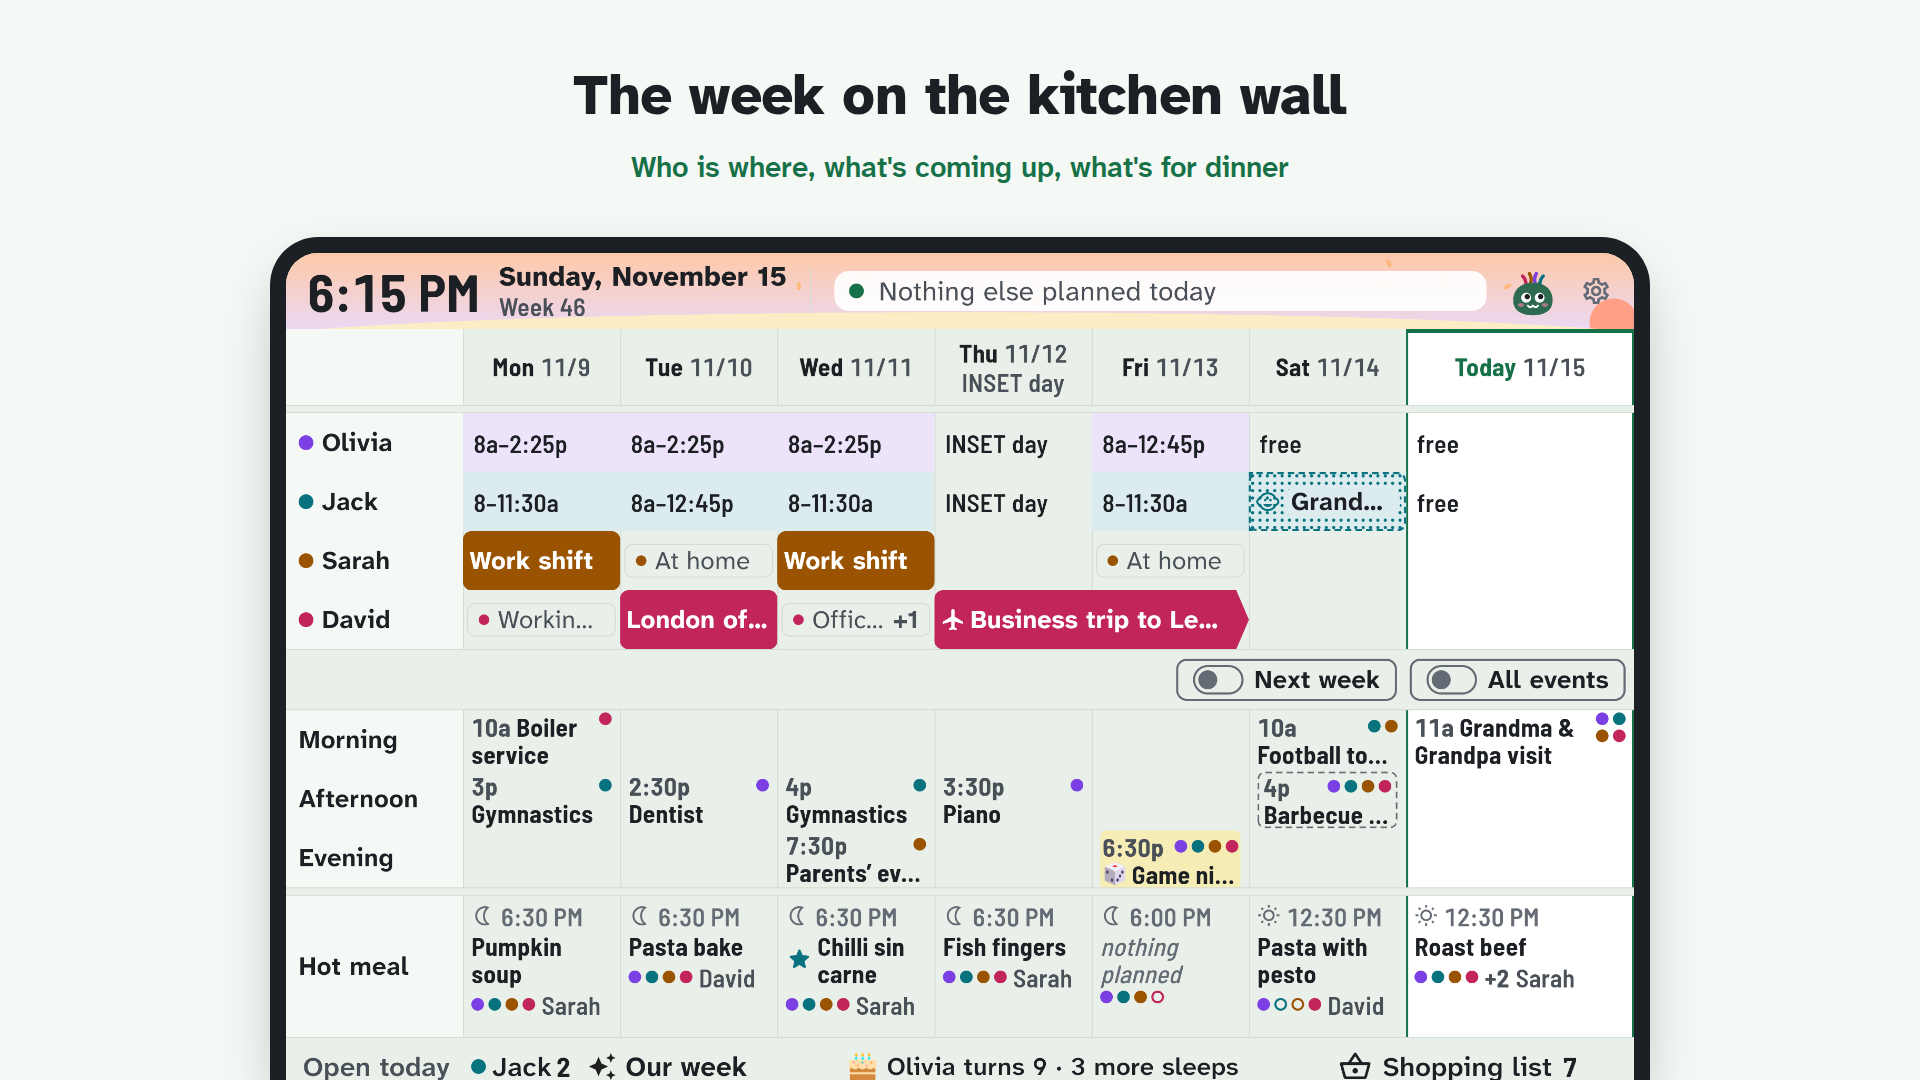 The week on the kitchen wall
Who is where, what's coming up, what's for dinner
6:15 PM
Sunday, November 15
Week 46
Nothing else planned today
Mon 11/9
Tue 11/10
Wed 11/11
Thu 11/12
INSET day
Fri 11/13
Sat 11/14
Today 11/15
Olivia
8a–2:25p
8a–2:25p
8a–2:25p
INSET day
8a–12:45p
free
free
Jack
8–11:30a
8a–12:45p
8–11:30a
INSET day
8–11:30a
Grand...
free
Sarah
Work shift
At home
Work shift
At home
David
Workin...
London of...
Offic... +1
Business trip to Le...
Next week
All events
Morning
10a Boiler
service
10a
Football to...
11a Grandma &
Grandpa visit
Afternoon
3p
Gymnastics
2:30p
Dentist
4p
Gymnastics
3:30p
Piano
4p
Barbecue ...
Evening
7:30p
Parents’ ev...
6:30p
Game ni...
Hot meal
6:30 PM
Pumpkin
soup
Sarah
6:30 PM
Pasta bake
David
6:30 PM
Chilli sin
carne
Sarah
6:30 PM
Fish fingers
Sarah
6:00 PM
nothing
planned
12:30 PM
Pasta with
pesto
David
12:30 PM
Roast beef
+2 Sarah
Open today
Jack 2
Our week
Olivia turns 9 · 3 more sleeps
Shopping list 7